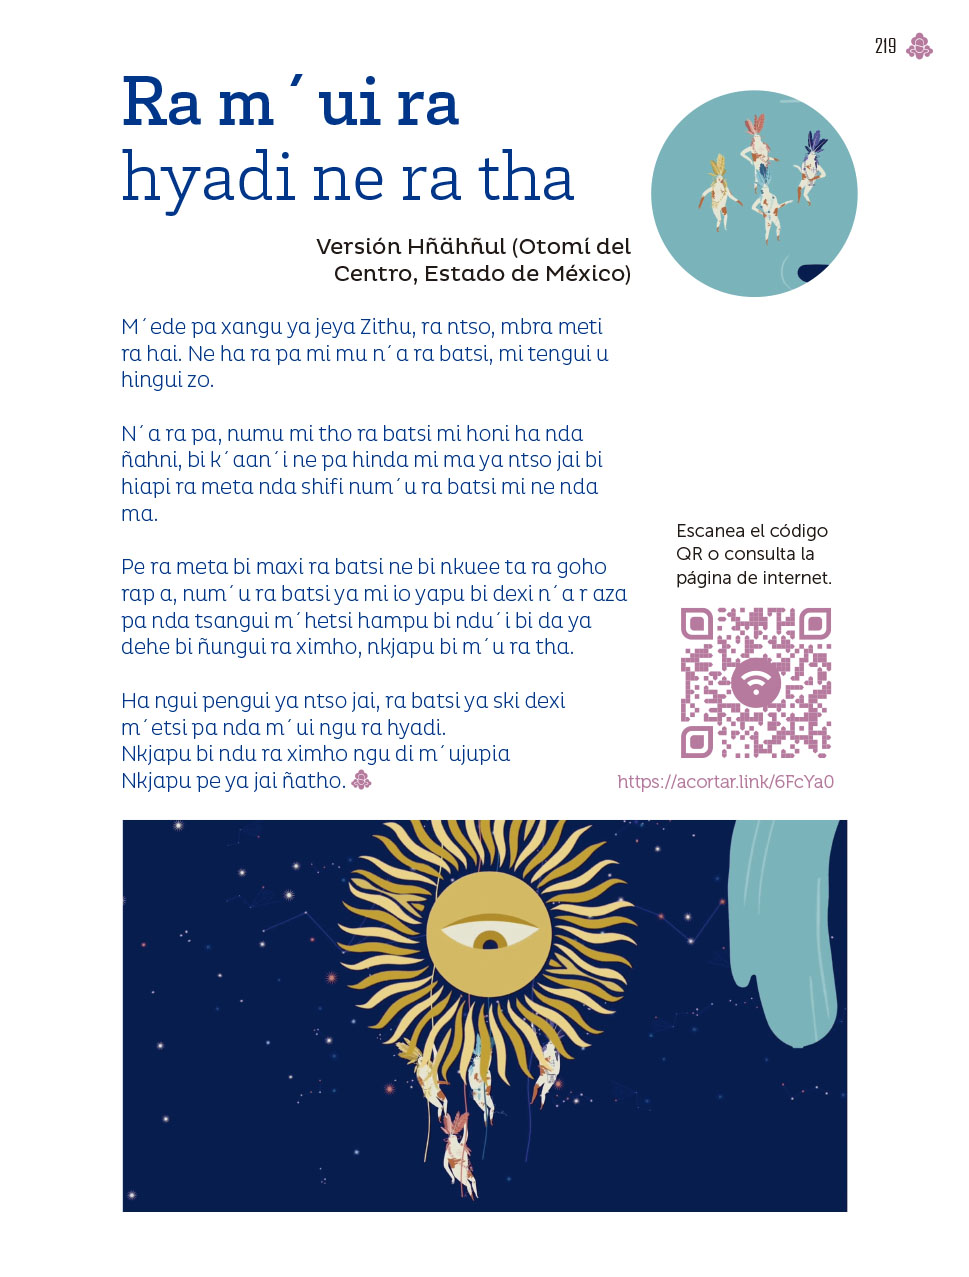 219
Ra m´ui ra
hyadi ne ra tha
Versión Hñähñul (Otomí del
Centro, Estado de México)
M´ede pa xangu ya jeya Zithu, ra ntso, mbra meti
ra hai. Ne ha ra pa mi mu n´a ra batsi, mi tengui u
hingui zo.
N´a ra pa, numu mi tho ra batsi mi honi ha nda
ñahni, bi k´aan´i ne pa hinda mi ma ya ntso jai bi
hiapi ra meta nda shifi num´u ra batsi mi ne nda
ma.
Pe ra meta bi maxi ra batsi ne bi nkuee ta ra goho
rap a, num´u ra batsi ya mi io yapu bi dexi n´a r aza
pa nda tsangui m´hetsi hampu bi ndu´i bi da ya
dehe bi ñungui ra ximho, nkjapu bi m´u ra tha.
Ha ngui pengui ya ntso jai, ra batsi ya ski dexi
m´etsi pa nda m´ui ngu ra hyadi.
Nkjapu bi ndu ra ximho ngu di m´ujupia
Nkjapu pe ya jai ñatho.
Escanea el código
QR o consulta la
página de internet.
https://acortar.link/6FcYa0